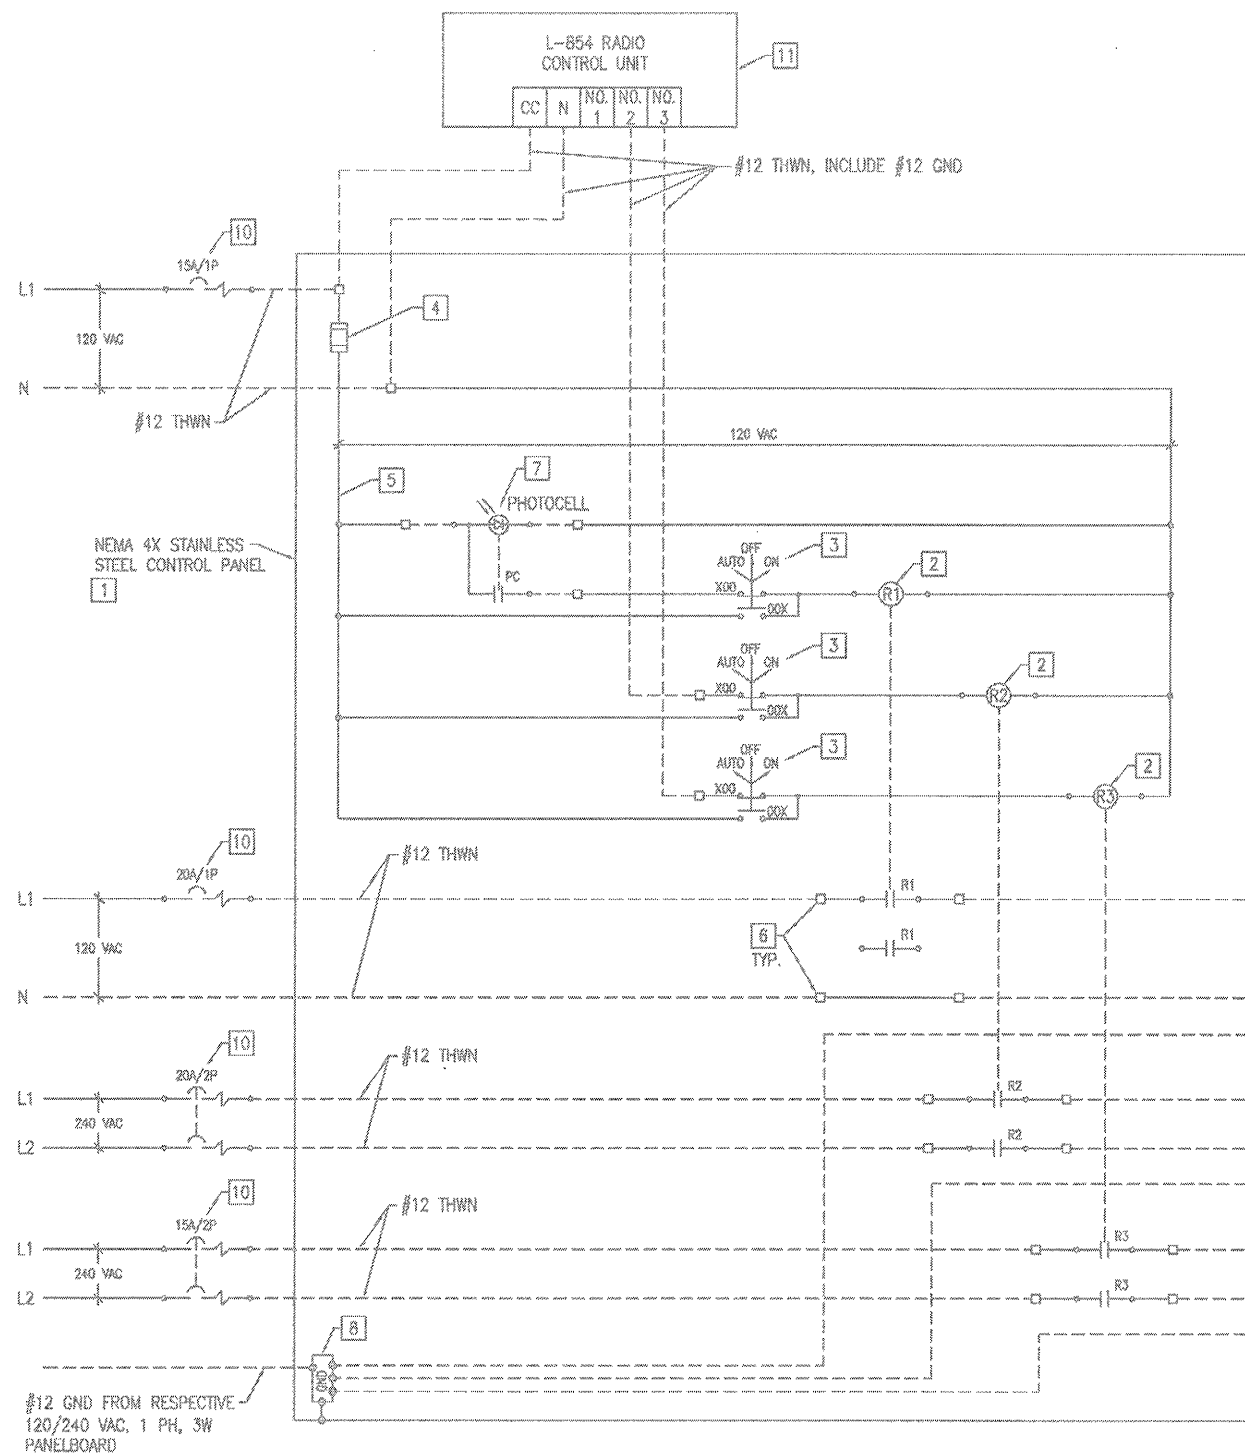 L-854 RADIO
CONTROL UNIT
11
CC N NO. 1 NO. 2 NO. 3
#12 THWN, INCLUDE #12 GND
10
15A/1P
L1
4
120 VAC
N
#12 THWN
120 VAC
5
7
PHOTOCELL
NEMA 4X STAINLESS
STEEL CONTROL PANEL
1
OFF
AUTO ON
3
2
PC
X00
R1
00X
OFF
AUTO ON
3
2
X00
R2
00X
OFF
AUTO ON
3
2
X00
R3
00X
10
20A/1P
#12 THWN
L1
R1
120 VAC
6
TYP.
R1
N
10
20A/2P
#12 THWN
L1
R2
240 VAC
L2
R2
10
15A/2P
#12 THWN
L1
R3
240 VAC
L2
R3
8
GND
#12 GND FROM RESPECTIVE
120/240 VAC, 1 PH, 3W
PANELBOARD